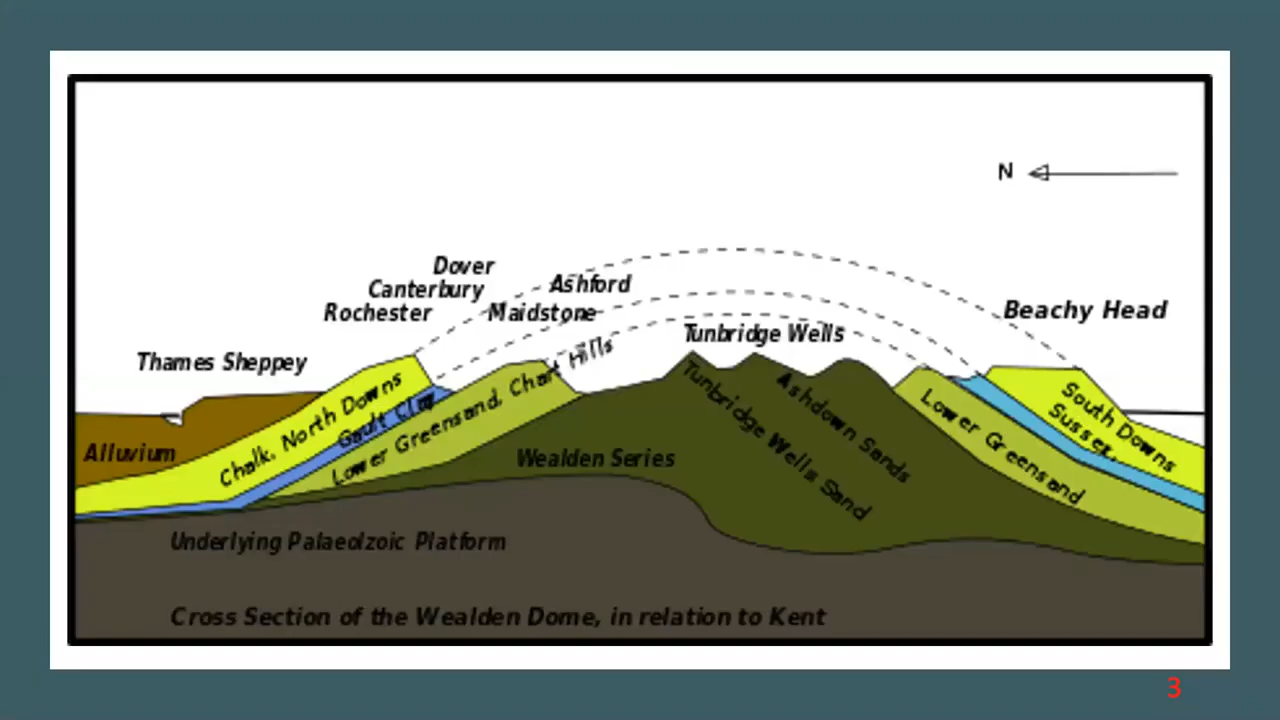 N
Dover
Canterbury
Rochester
Ashford
Maidstone
Beachy Head
Tunbridge Wells
Thames Sheppey
Alluvium
Chalk, North Downs
Gault Clay
Lower Greensand, Chart Hills
Wealden Series
Tunbridge Wells Sand
Ashdown Sands
Lower Greensand
South Downs
Sussex
Underlying Palaeolzoic Platform
Cross Section of the Wealden Dome, in relation to Kent
3